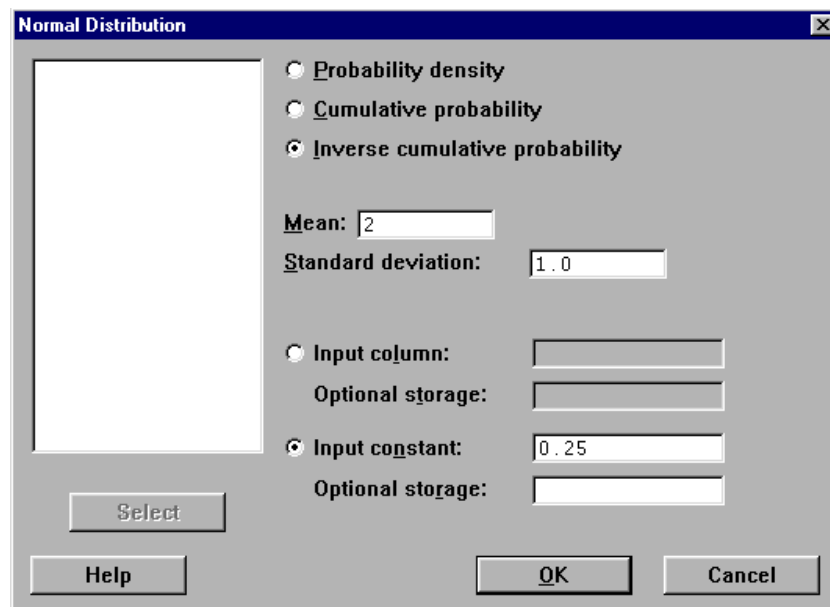 Normal Distribution
Probability density
Cumulative probability
Inverse cumulative probability
Mean: 2
Standard deviation: 1.0
Input column:
Optional storage:
Input constant: 0.25
Optional storage:
Select
Help
OK
Cancel